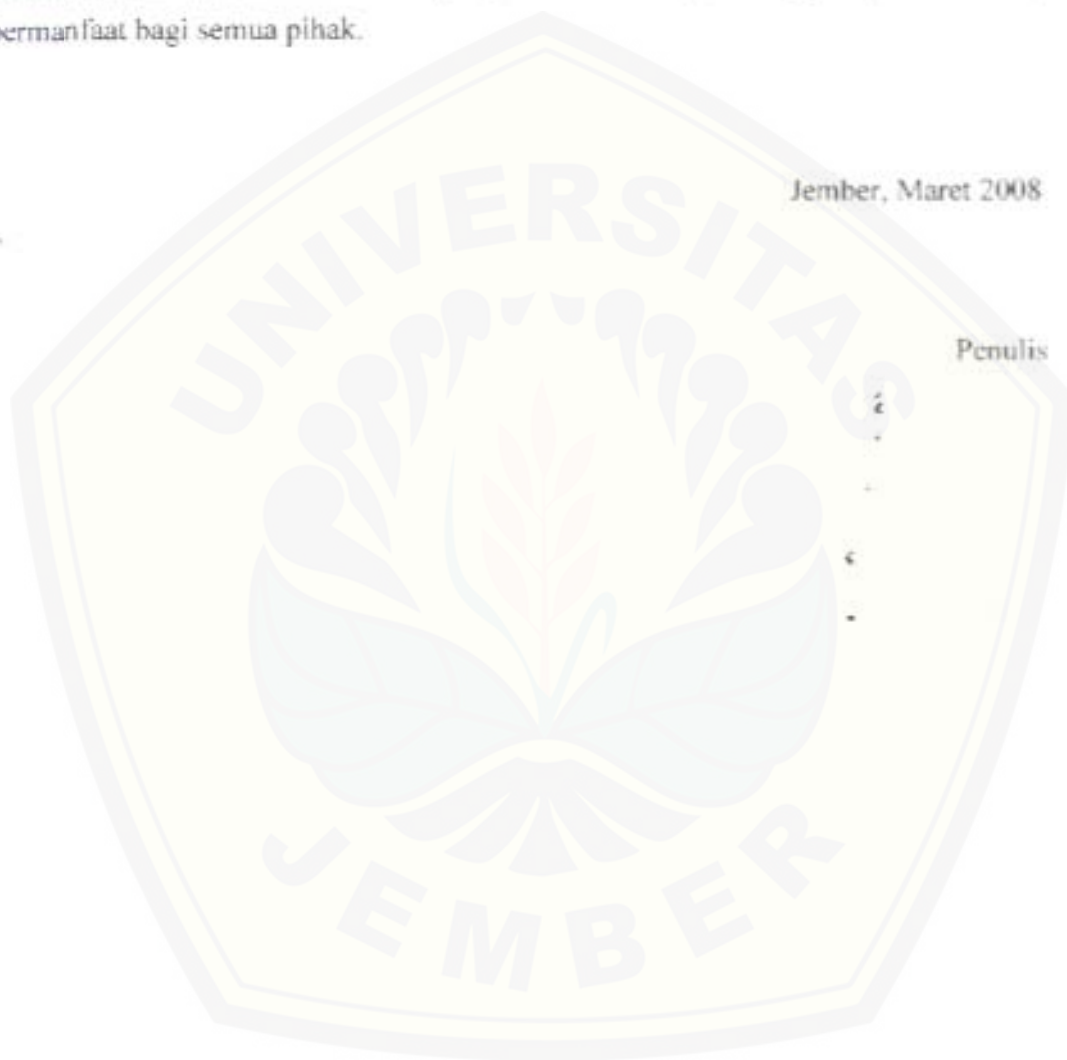 bermanfaat bagi semua pihak.
Jember, Maret 2008
Penulis
UNIVERSITAS
JEMBER